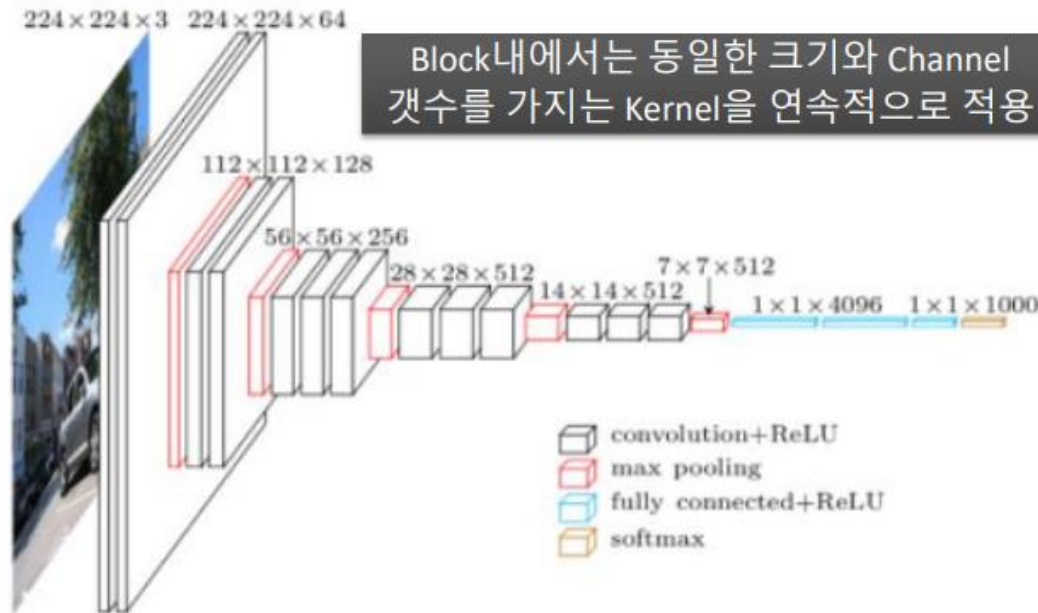 224 × 224 × 3 224 × 224 × 64
Block내에서는 동일한 크기와 Channel
갯수를 가지는 Kernel을 연속적으로 적용
112 × 112 × 128
56 × 56 × 256
28 × 28 × 512
14 × 14 × 512
7 × 7 × 512
1 × 1 × 4096 1 × 1 × 1000
convolution+ReLU
max pooling
fully connected+ReLU
softmax